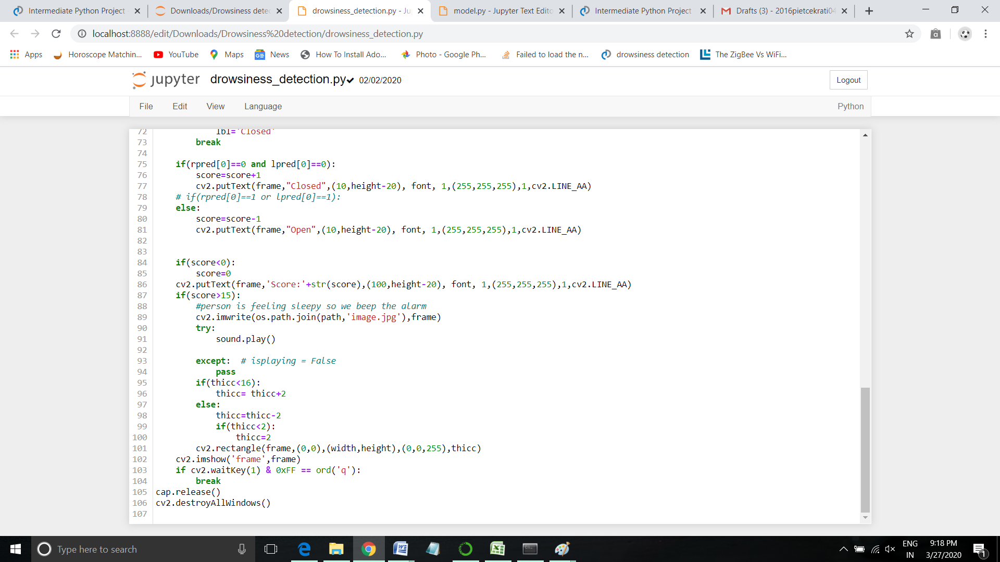 Intermediate Python Project
Downloads/Drowsiness detec
drowsiness_detection.py - Ju
model.py - Jupyter Text Edito
Intermediate Python Project
Drafts (3) - 2016pietcekrati04
localhost:8888/edit/Downloads/Drowsiness%20detection/drowsiness_detection.py
Apps
Horoscope Matchin...
YouTube
Maps
News
How To Install Ado...
Photo - Google Ph...
Failed to load the n...
drowsiness detection
The ZigBee Vs WiFi...
jupyter drowsiness_detection.py 02/02/2020
Logout
File Edit View Language
Python
72 lbl='Closed'
73 break
74
75 if(rpred[0]==0 and lpred[0]==0):
76 score=score+1
77 cv2.putText(frame,"Closed",(10,height-20), font, 1,(255,255,255),1,cv2.LINE_AA)
78 # if(rpred[0]==1 or lpred[0]==1):
79 else:
80 score=score-1
81 cv2.putText(frame,"Open",(10,height-20), font, 1,(255,255,255),1,cv2.LINE_AA)
82
83
84 if(score<0):
85 score=0
86 cv2.putText(frame,'Score:'+str(score),(100,height-20), font, 1,(255,255,255),1,cv2.LINE_AA)
87 if(score>15):
88 #person is feeling sleepy so we beep the alarm
89 cv2.imwrite(os.path.join(path,'image.jpg'),frame)
90 try:
91 sound.play()
92
93 except: # isplaying = False
94 pass
95 if(thicc<16):
96 thicc= thicc+2
97 else:
98 thicc=thicc-2
99 if(thicc<2):
100 thicc=2
101 cv2.rectangle(frame,(0,0),(width,height),(0,0,255),thicc)
102 cv2.imshow('frame',frame)
103 if cv2.waitKey(1) & 0xFF == ord('q'):
104 break
105 cap.release()
106 cv2.destroyAllWindows()
107
Type here to search
ENG
IN
9:18 PM
3/27/2020
1